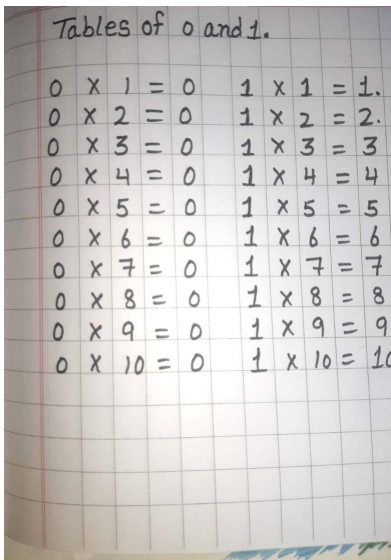 Tables of 0 and 1.
0 × 1 = 0 1 × 1 = 1.
0 × 2 = 0 1 × 2 = 2.
0 × 3 = 0 1 × 3 = 3
0 × 4 = 0 1 × 4 = 4
0 × 5 = 0 1 × 5 = 5
0 × 6 = 0 1 × 6 = 6
0 × 7 = 0 1 × 7 = 7
0 × 8 = 0 1 × 8 = 8
0 × 9 = 0 1 × 9 = 9
0 × 10 = 0 1 × 10 = 10